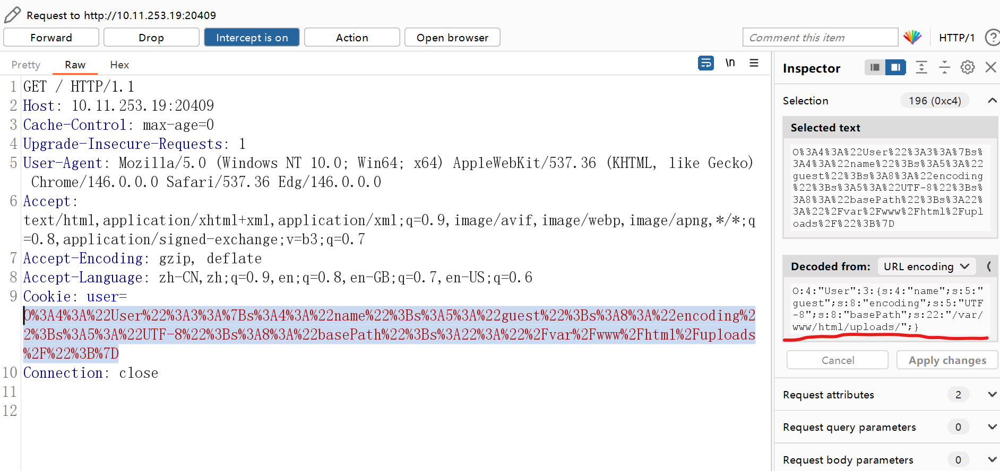 Request to http://10.11.253.19:20409
Forward
Drop
Intercept is on
Action
Open browser
Comment this item
HTTP/1
?
Pretty
Raw
Hex
\n
1 GET / HTTP/1.1
2 Host: 10.11.253.19:20409
3 Cache-Control: max-age=0
4 Upgrade-Insecure-Requests: 1
5 User-Agent: Mozilla/5.0 (Windows NT 10.0; Win64; x64) AppleWebKit/537.36 (KHTML, like Gecko)
Chrome/146.0.0.0 Safari/537.36 Edg/146.0.0.0
6 Accept:
text/html,application/xhtml+xml,application/xml;q=0.9,image/avif,image/webp,image/apng,*/*;q
=0.8,application/signed-exchange;v=b3;q=0.7
7 Accept-Encoding: gzip, deflate
8 Accept-Language: zh-CN,zh;q=0.9,en;q=0.8,en-GB;q=0.7,en-US;q=0.6
9 Cookie: user=
O%3A4%3A%22User%22%3A3%3A%7Bs%3A4%3A%22name%22%3Bs%3A5%3A%22guest%22%3Bs%3A8%3A%22encoding%2
2%3Bs%3A5%3A%22UTF-8%22%3Bs%3A8%3A%22basePath%22%3Bs%3A22%3A%22%2Fvar%2Fwww%2Fhtml%2Fuploads
%2F%22%3B%7D
10 Connection: close
11
12
Inspector
Selection
196 (0xc4)
Selected text
O%3A4%3A%22User%22%3A3%3A%7Bs%
3A4%3A%22name%22%3Bs%3A5%3A%22
guest%22%3Bs%3A8%3A%22encoding
%22%3Bs%3A5%3A%22UTF-8%22%3Bs%
3A8%3A%22basePath%22%3Bs%3A22%
3A%22%2Fvar%2Fwww%2Fhtml%2Fupl
oads%2F%22%3B%7D
Decoded from:
URL encoding
O:4:"User":3:{s:4:"name";s:5:"
guest";s:8:"encoding";s:5:"UTF
-8";s:8:"basePath";s:22:"/var/
www/html/uploads/";}
Cancel
Apply changes
Request attributes
2
Request query parameters
0
Request body parameters
0